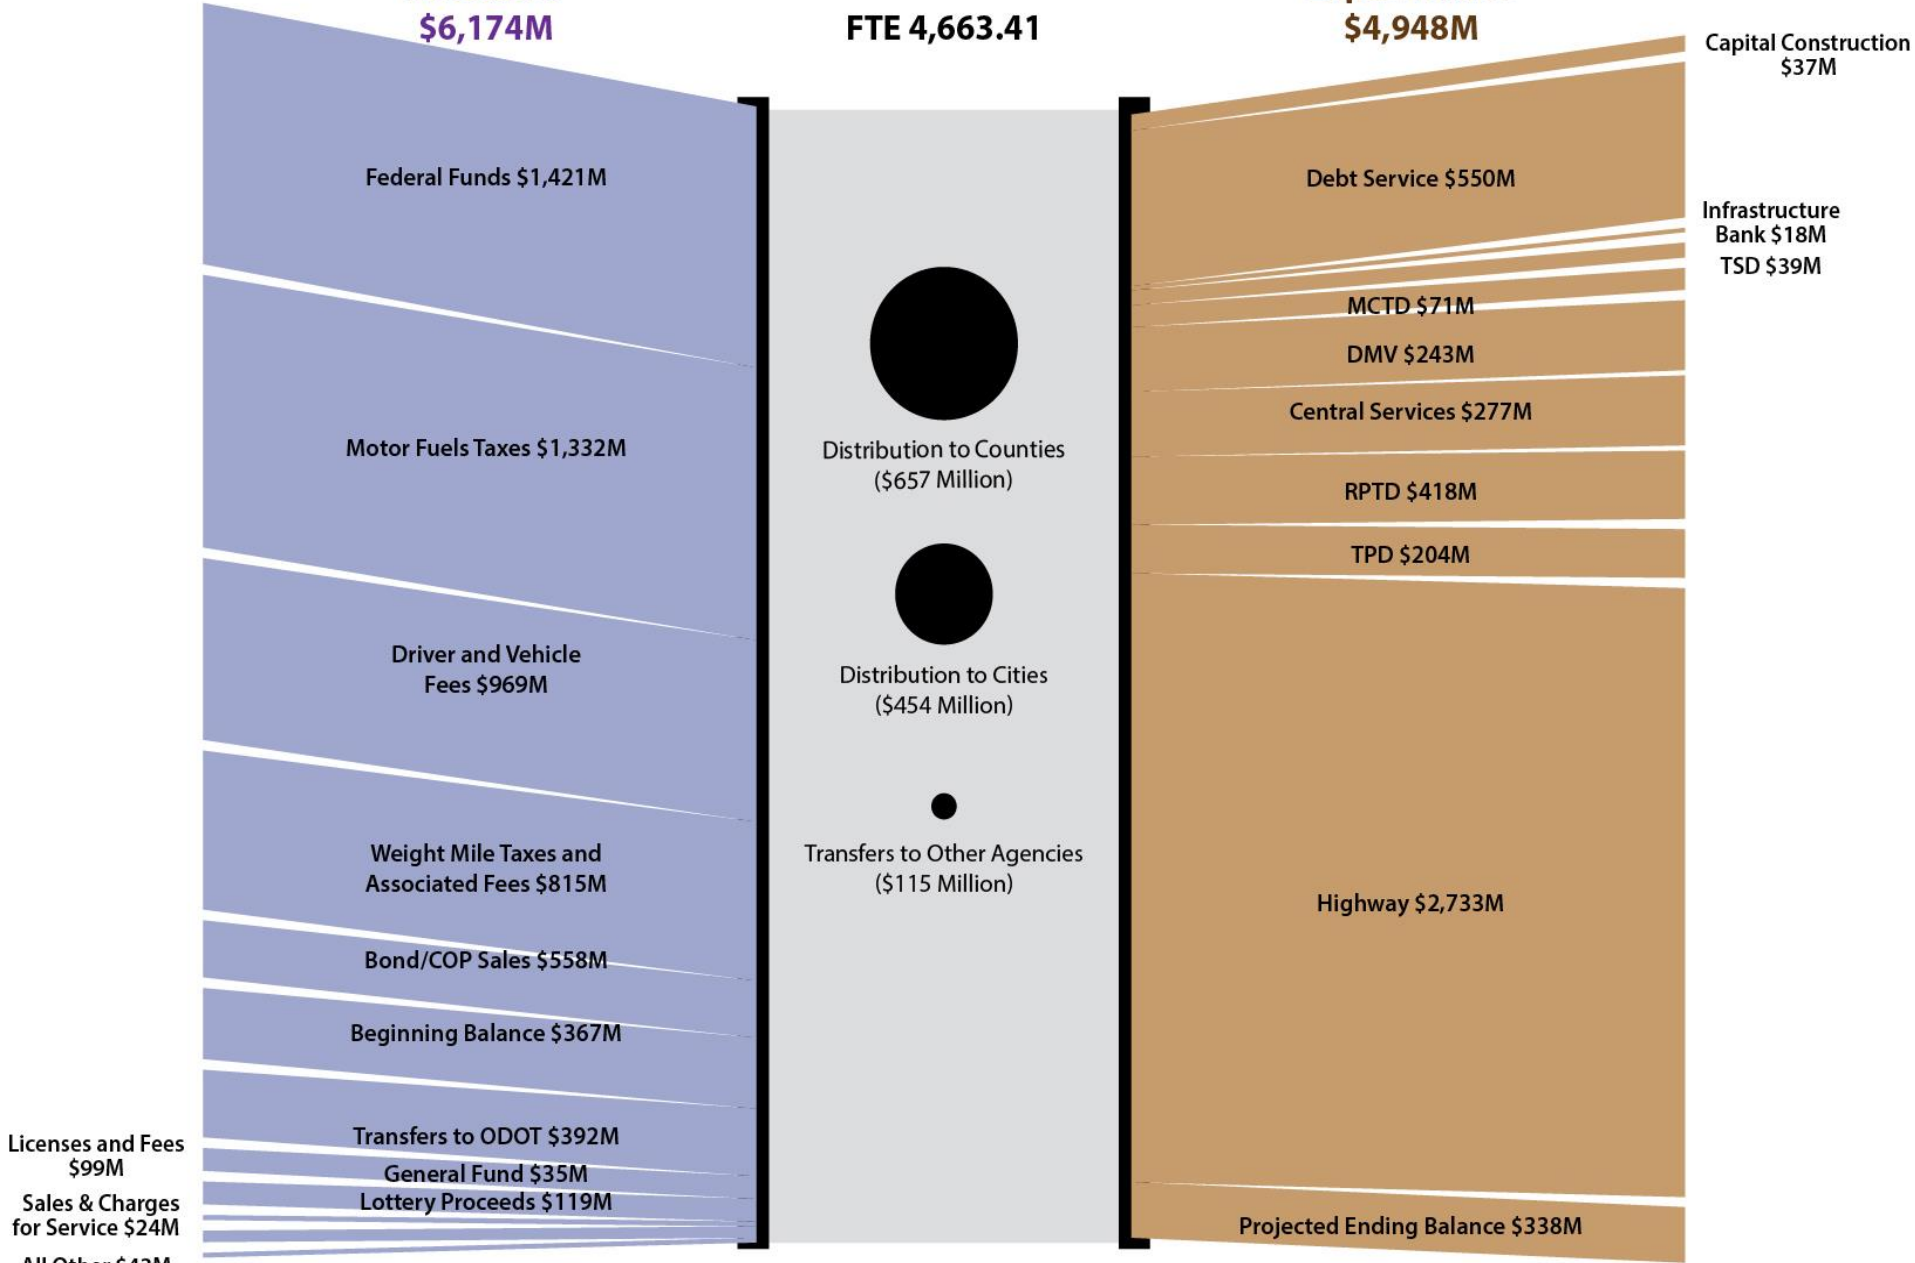 $6,174M
FTE 4,663.41
$4,948M
Federal Funds $1,421M
Motor Fuels Taxes $1,332M
Driver and Vehicle
Fees $969M
Weight Mile Taxes and
Associated Fees $815M
Bond/COP Sales $558M
Beginning Balance $367M
Transfers to ODOT $392M
General Fund $35M
Lottery Proceeds $119M
Licenses and Fees
$99M
Sales & Charges
for Service $24M
Distribution to Counties
($657 Million)
Distribution to Cities
($454 Million)
Transfers to Other Agencies
($115 Million)
Capital Construction
$37M
Debt Service $550M
Infrastructure
Bank $18M
TSD $39M
MCTD $71M
DMV $243M
Central Services $277M
RPTD $418M
TPD $204M
Highway $2,733M
Projected Ending Balance $338M